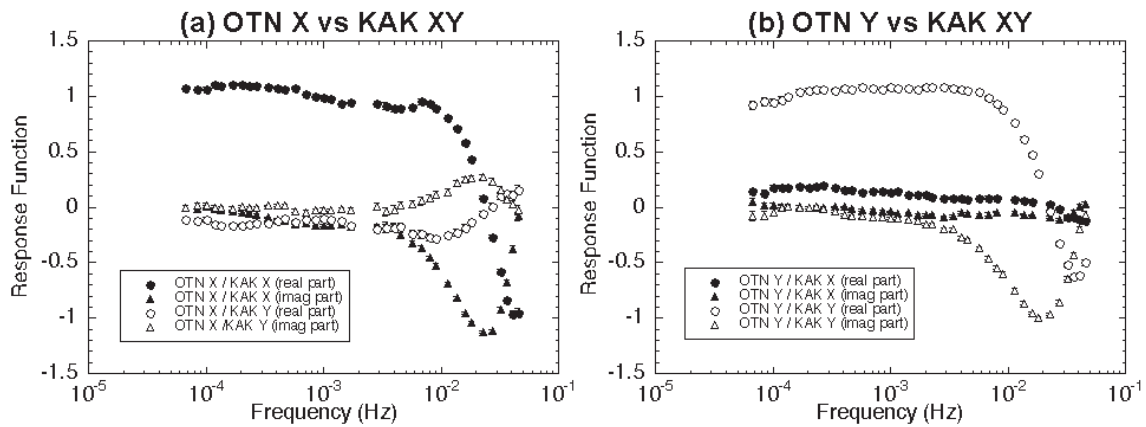 (a) OTN X vs KAK XY
1.5
1
0.5
0
-0.5
-1
-1.5
Response Function
OTN X / KAK X (real part)
OTN X / KAK X (imag part)
OTN X / KAK Y (real part)
OTN X /KAK Y (imag part)
10-5
10-4
10-3
10-2
10-1
Frequency (Hz)
(b) OTN Y vs KAK XY
1.5
1
0.5
0
-0.5
-1
-1.5
Response Function
OTN Y / KAK X (real part)
OTN Y / KAK X (imag part)
OTN Y / KAK Y (real part)
OTN Y / KAK Y (imag part)
10-5
10-4
10-3
10-2
10-1
Frequency (Hz)